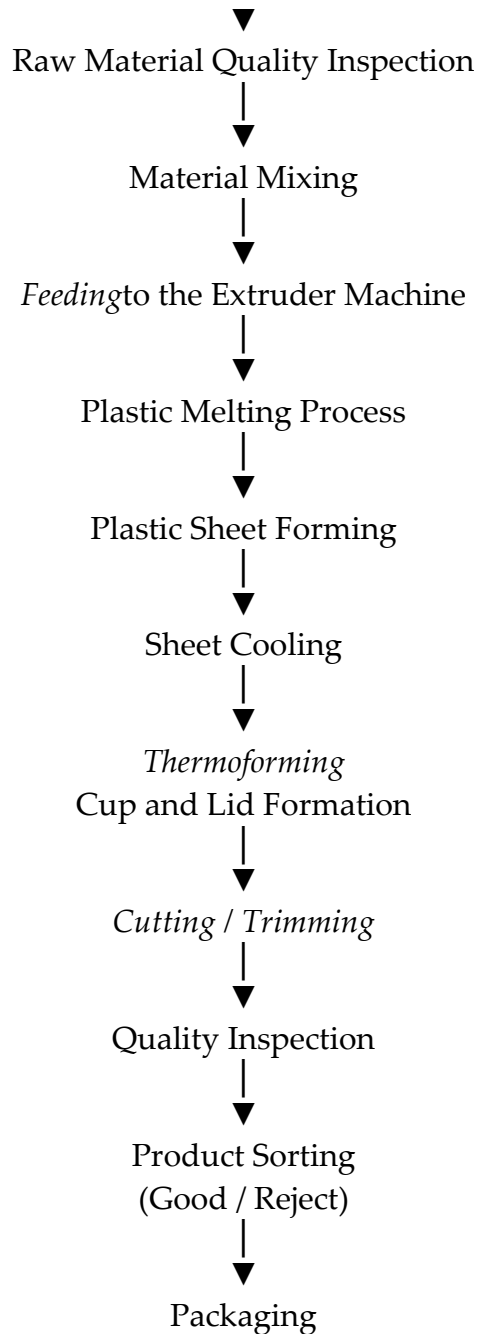 Raw Material Quality Inspection
Material Mixing
Feedingto the Extruder Machine
Plastic Melting Process
Plastic Sheet Forming
Sheet Cooling
Thermoforming
Cup and Lid Formation
Cutting / Trimming
Quality Inspection
Product Sorting
(Good / Reject)
Packaging